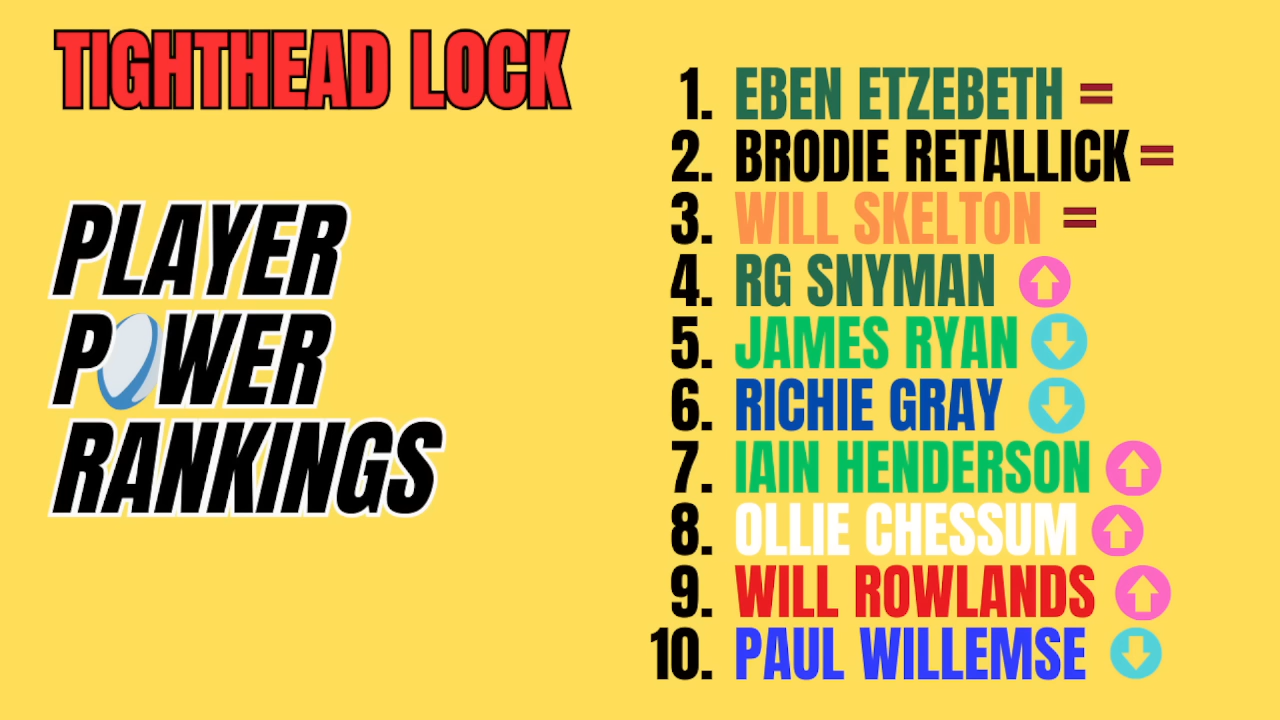 TIGHTHEAD LOCK
PLAYER
POWER
RANKINGS
1. EBEN ETZEBETH =
2. BRODIE RETALLICK =
3. WILL SKELTON =
4. RG SNYMAN
5. JAMES RYAN
6. RICHIE GRAY
7. IAIN HENDERSON
8. OLLIE CHESSUM
9. WILL ROWLANDS
10. PAUL WILLEMSE